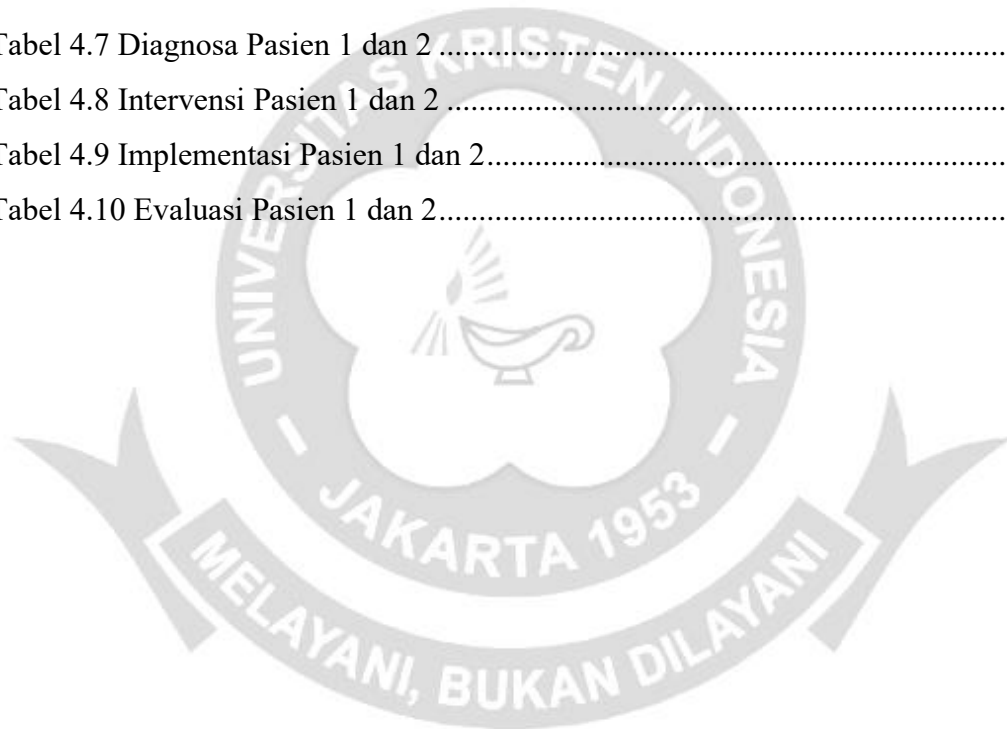 Tabel 4.7 Diagnosa Pasien 1 dan 2 ........................................................................
Tabel 4.8 Intervensi Pasien 1 dan 2 ......................................................................
Tabel 4.9 Implementasi Pasien 1 dan 2.................................................................
Tabel 4.10 Evaluasi Pasien 1 dan 2.......................................................................
UNIVERSITAS KRISTEN INDONESIA
- JAKARTA 1953 -
MELAYANI, BUKAN DILAYANI